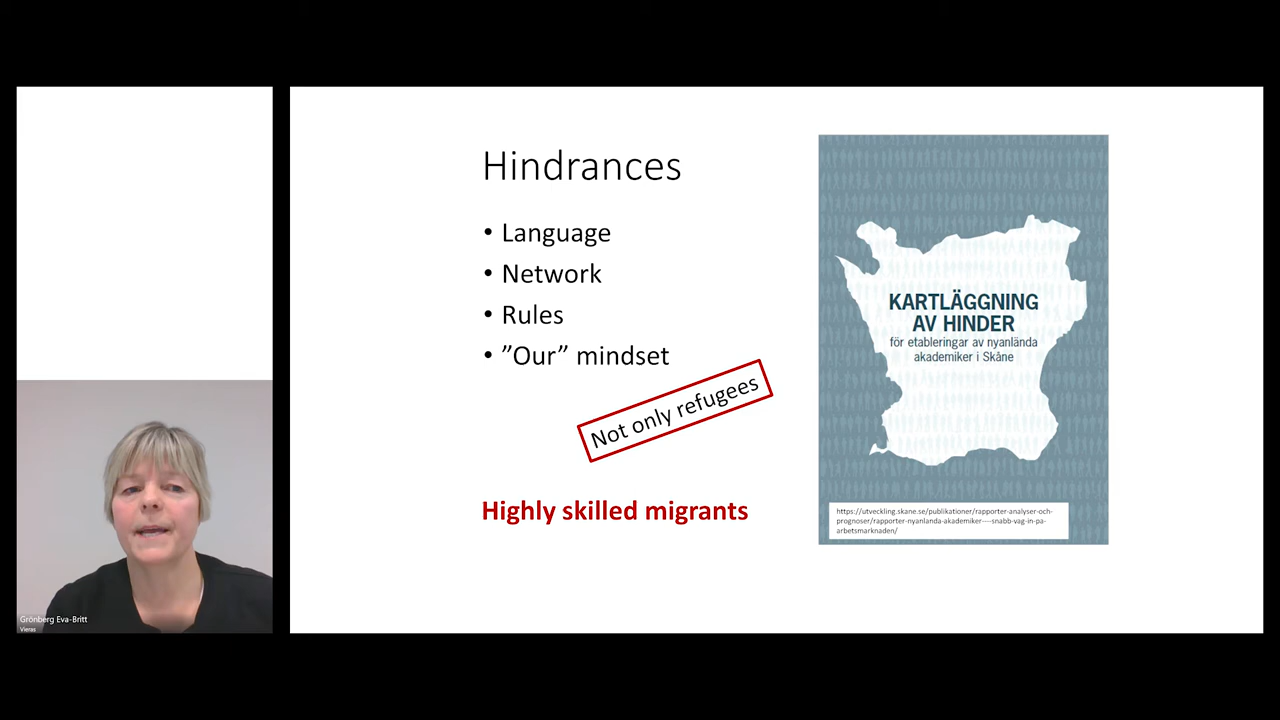 Hindrances
• Language
• Network
• Rules
• ”Our” mindset
Not only refugees
Highly skilled migrants
KARTLÄGGNING
AV HINDER
för etableringar av nyanlända
akademiker i Skåne
https://utveckling.skane.se/publikationer/rapporter-analyser-och-
prognoser/rapporter-nyanlanda-akademiker----snabb-vag-in-pa-
arbetsmarknaden/
Grönberg Eva-Britt
Vieras